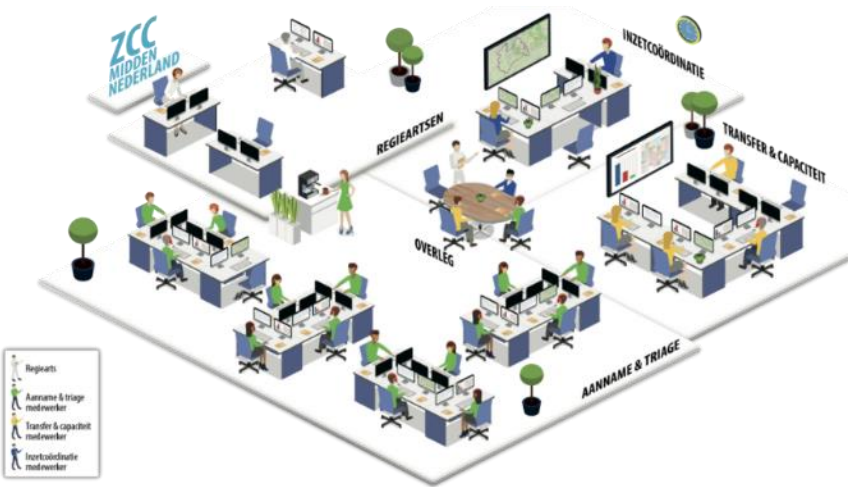 ZCC
MIDDEN
NEDERLAND
INZETCOÖRDINATIE
REGIEARTSEN
TRANSFER & CAPACITEIT
OVERLEG
AANNAME & TRIAGE
Regiearts
Aanname & triage
medewerker
Transfer & capaciteit
medewerker
Inzetcoördinatie
medewerker